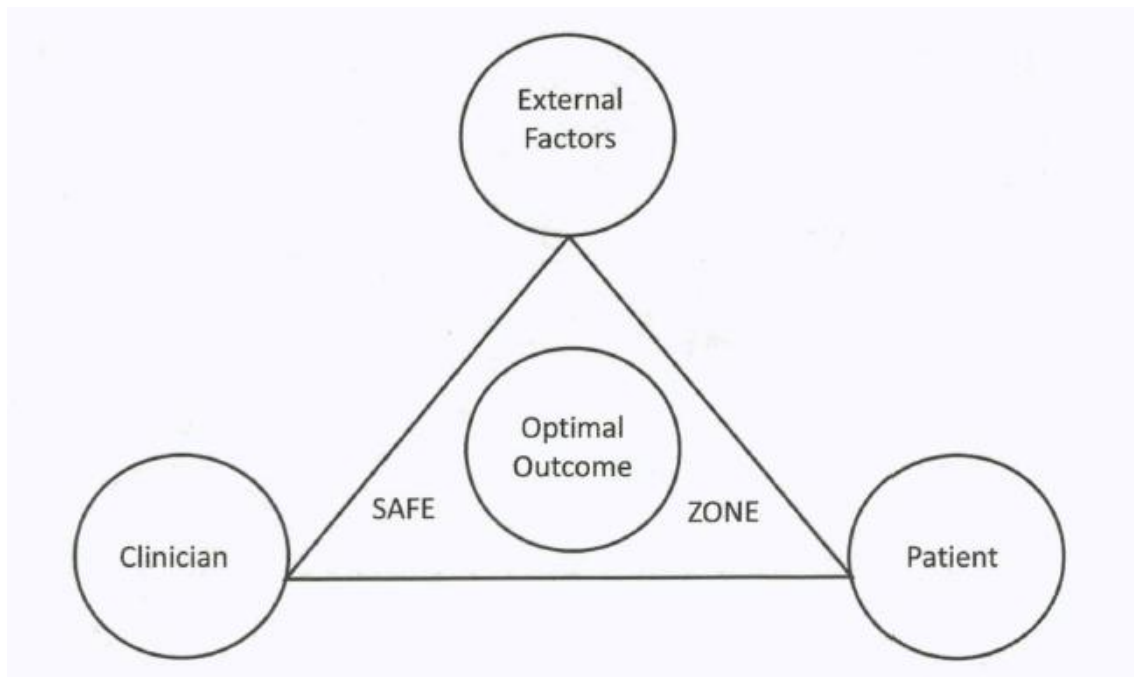 External
Factors
Optimal
Outcome
SAFE
ZONE
Clinician
Patient